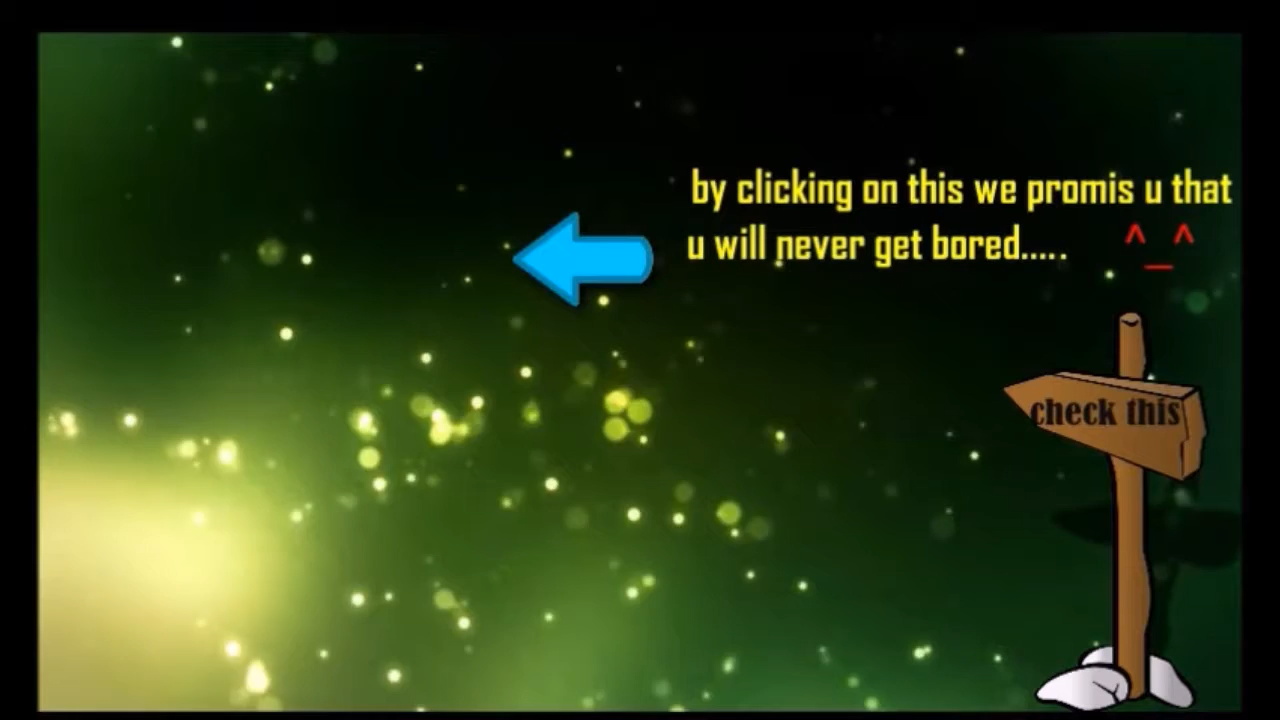 by clicking on this we promis u that
u will never get bored..... ^_^
check this